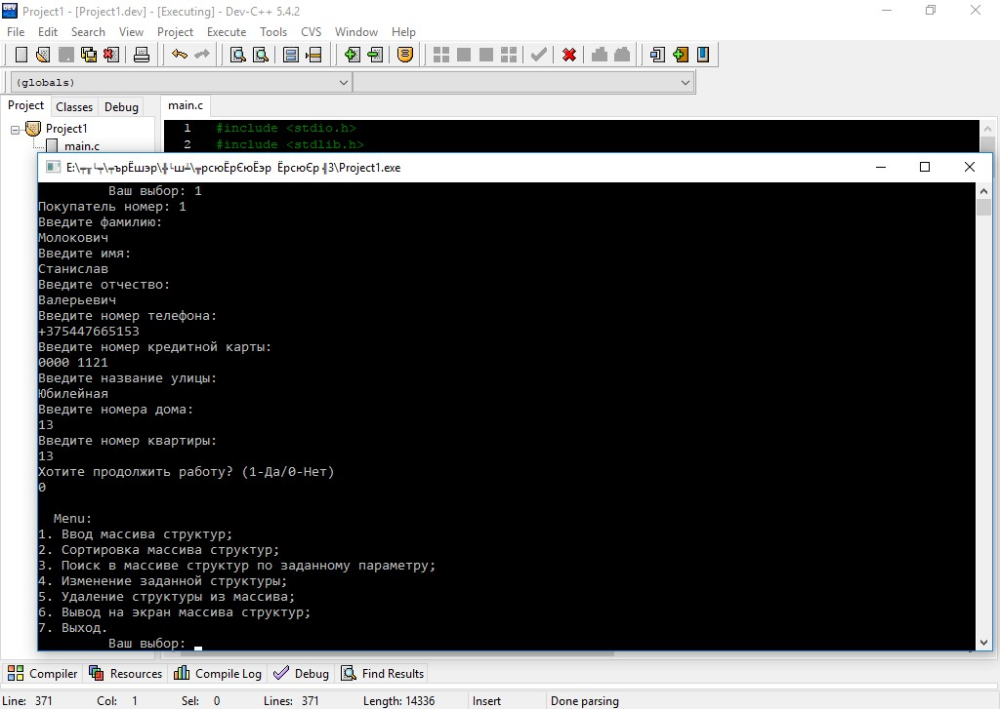 Project1 - [Project1.dev] - [Executing] - Dev-C++ 5.4.2
File Edit Search View Project Execute Tools CVS Window Help
(globals)
Project Classes Debug main.c
Project1
main.c
1 #include <stdio.h>
2 #include <stdlib.h>
\Project1.exe
Ваш выбор: 1
Покупатель номер: 1
Введите фамилию:
Молокович
Введите имя:
Станислав
Введите отчество:
Валерьевич
Введите номер телефона:
+375447665153
Введите номер кредитной карты:
0000 1121
Введите название улицы:
Юбилейная
Введите номера дома:
13
Введите номер квартиры:
13
Хотите продолжить работу? (1-Да/0-Нет)
0
Menu:
1. Ввод массива структур;
2. Сортировка массива структур;
3. Поиск в массиве структур по заданному параметру;
4. Изменение заданной структуры;
5. Удаление структуры из массива;
6. Вывод на экран массива структур;
7. Выход.
Ваш выбор:
Compiler Resources Compile Log Debug Find Results
Line: 371 Col: 1 Sel: 0 Lines: 371 Length: 14336 Insert Done parsing